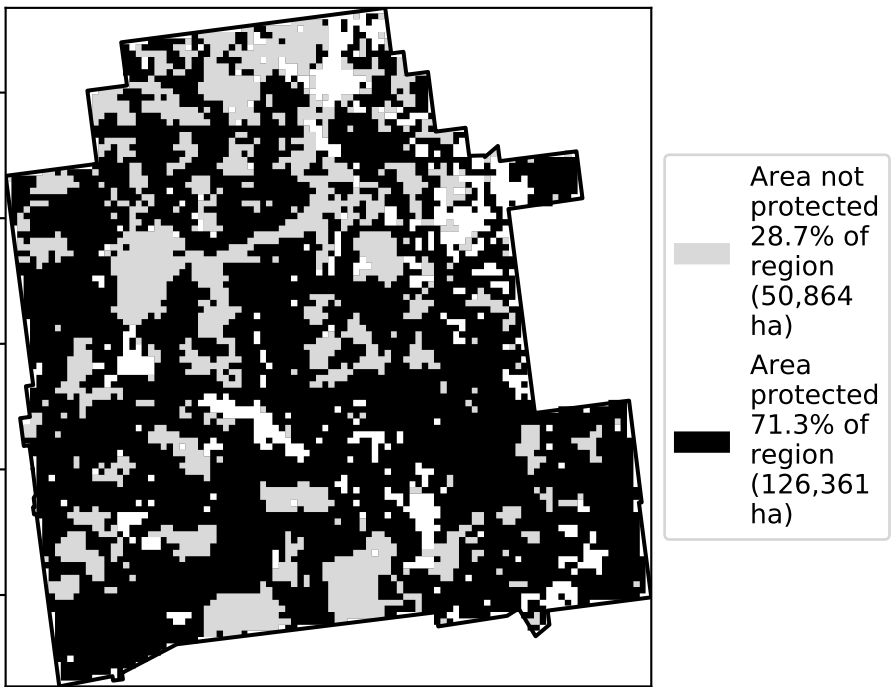 Area not
protected
28.7% of
region
(50,864
ha)
Area
protected
71.3% of
region
(126,361
ha)